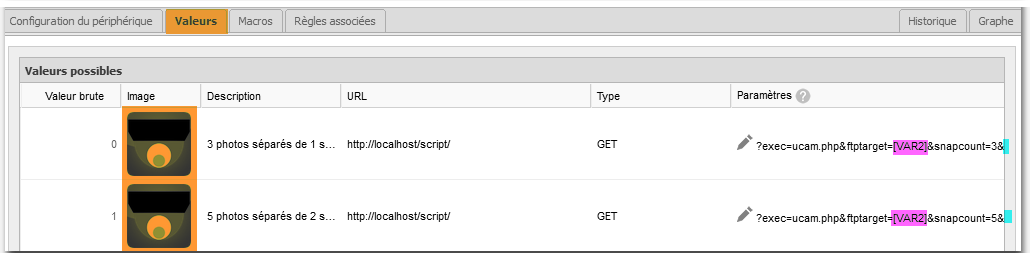 Configuration du périphérique Valeurs Macros Règles associées Historique Graphe
Valeurs possibles
Valeur brute Image Description URL Type Paramètres ?
0 3 photos séparés de 1 s... http://localhost/script/ GET ?exec=ucam.php&ftptarget=[VAR2]&snapcount=3&
1 5 photos séparés de 2 s... http://localhost/script/ GET ?exec=ucam.php&ftptarget=[VAR2]&snapcount=5&